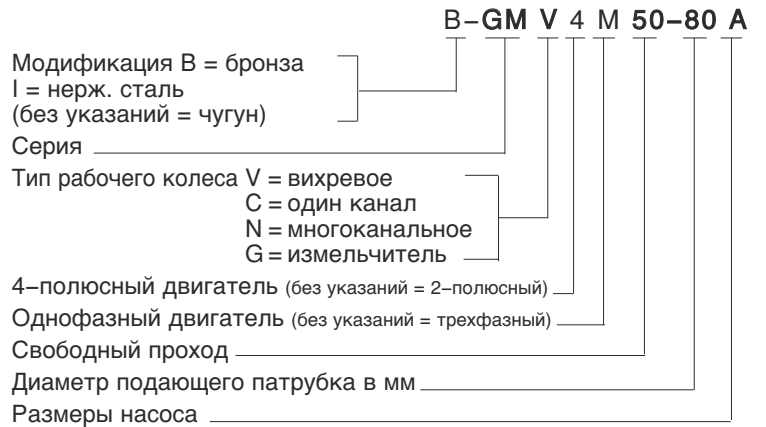 B–GM V 4 M 50–80 A
Модификация B = бронза
I = нерж. сталь
(без указаний = чугун)
Серия
Тип рабочего колеса V = вихревое
C = один канал
N = многоканальное
G = измельчитель
4–полюсный двигатель (без указаний = 2–полюсный)
Однофазный двигатель (без указаний = трехфазный)
Свободный проход
Диаметр подающего патрубка в мм
Размеры насоса